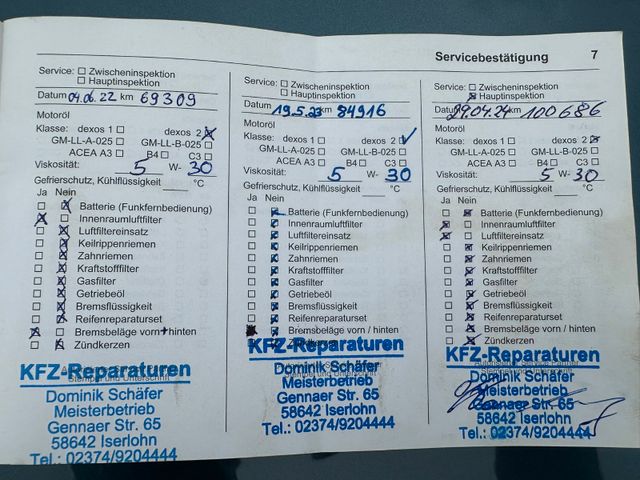 Servicebestätigung 7
Service: Zwischeninspektion
Hauptinspektion
Datum 04.06.22 km 69309
Motoröl
Klasse: dexos 1 dexos 2
GM-LL-A-025 GM-LL-B-025
ACEA A3 B4 C3
Viskosität: 5 W- 30
Gefrierschutz, Kühlflüssigkeit °C
Ja Nein
Batterie (Funkfernbedienung)
Innenraumluftfilter
Luftfiltereinsatz
Keilrippenriemen
Zahnriemen
Kraftstofffilter
Gasfilter
Getriebeöl
Bremsflüssigkeit
Reifenreparaturset
Bremsbeläge vorn + hinten
Zündkerzen
KFZ-Reparaturen
Stempel und Unterschrift
Dominik Schäfer
Meisterbetrieb
Gennaer Str. 65
58642 Iserlohn
Tel.: 02374/9204444
Service: Zwischeninspektion
Hauptinspektion
Datum 19.5.23 km 84916
Motoröl
Klasse: dexos 1 dexos 2
GM-LL-A-025 GM-LL-B-025
ACEA A3 B4 C3
Viskosität: 5 W- 30
Gefrierschutz, Kühlflüssigkeit °C
Ja Nein
Batterie (Funkfernbedienung)
Innenraumluftfilter
Luftfiltereinsatz
Keilrippenriemen
Zahnriemen
Kraftstofffilter
Gasfilter
Getriebeöl
Bremsflüssigkeit
Reifenreparaturset
Bremsbeläge vorn / hinten
Zündkerzen
KFZ-Reparaturen
Dominik Schäfer
Meisterbetrieb
Gennaer Str. 65
58642 Iserlohn
Tel.: 02374/9204444
Service: Zwischeninspektion
Hauptinspektion
Datum 29.04.24 km 100686
Motoröl
Klasse: dexos 1 dexos 2
GM-LL-A-025 GM-LL-B-025
ACEA A3 B4 C3
Viskosität: 5 W- 30
Gefrierschutz, Kühlflüssigkeit °C
Ja Nein
Batterie (Funkfernbedienung)
Innenraumluftfilter
Luftfiltereinsatz
Keilrippenriemen
Zahnriemen
Kraftstofffilter
Gasfilter
Getriebeöl
Bremsflüssigkeit
Reifenreparaturset
Bremsbeläge vorn / hinten
Zündkerzen
KFZ-Reparaturen
Stempel und Unterschrift
Dominik Schäfer
Meisterbetrieb
Gennaer Str. 65
58642 Iserlohn
Tel.: 02374/9204444